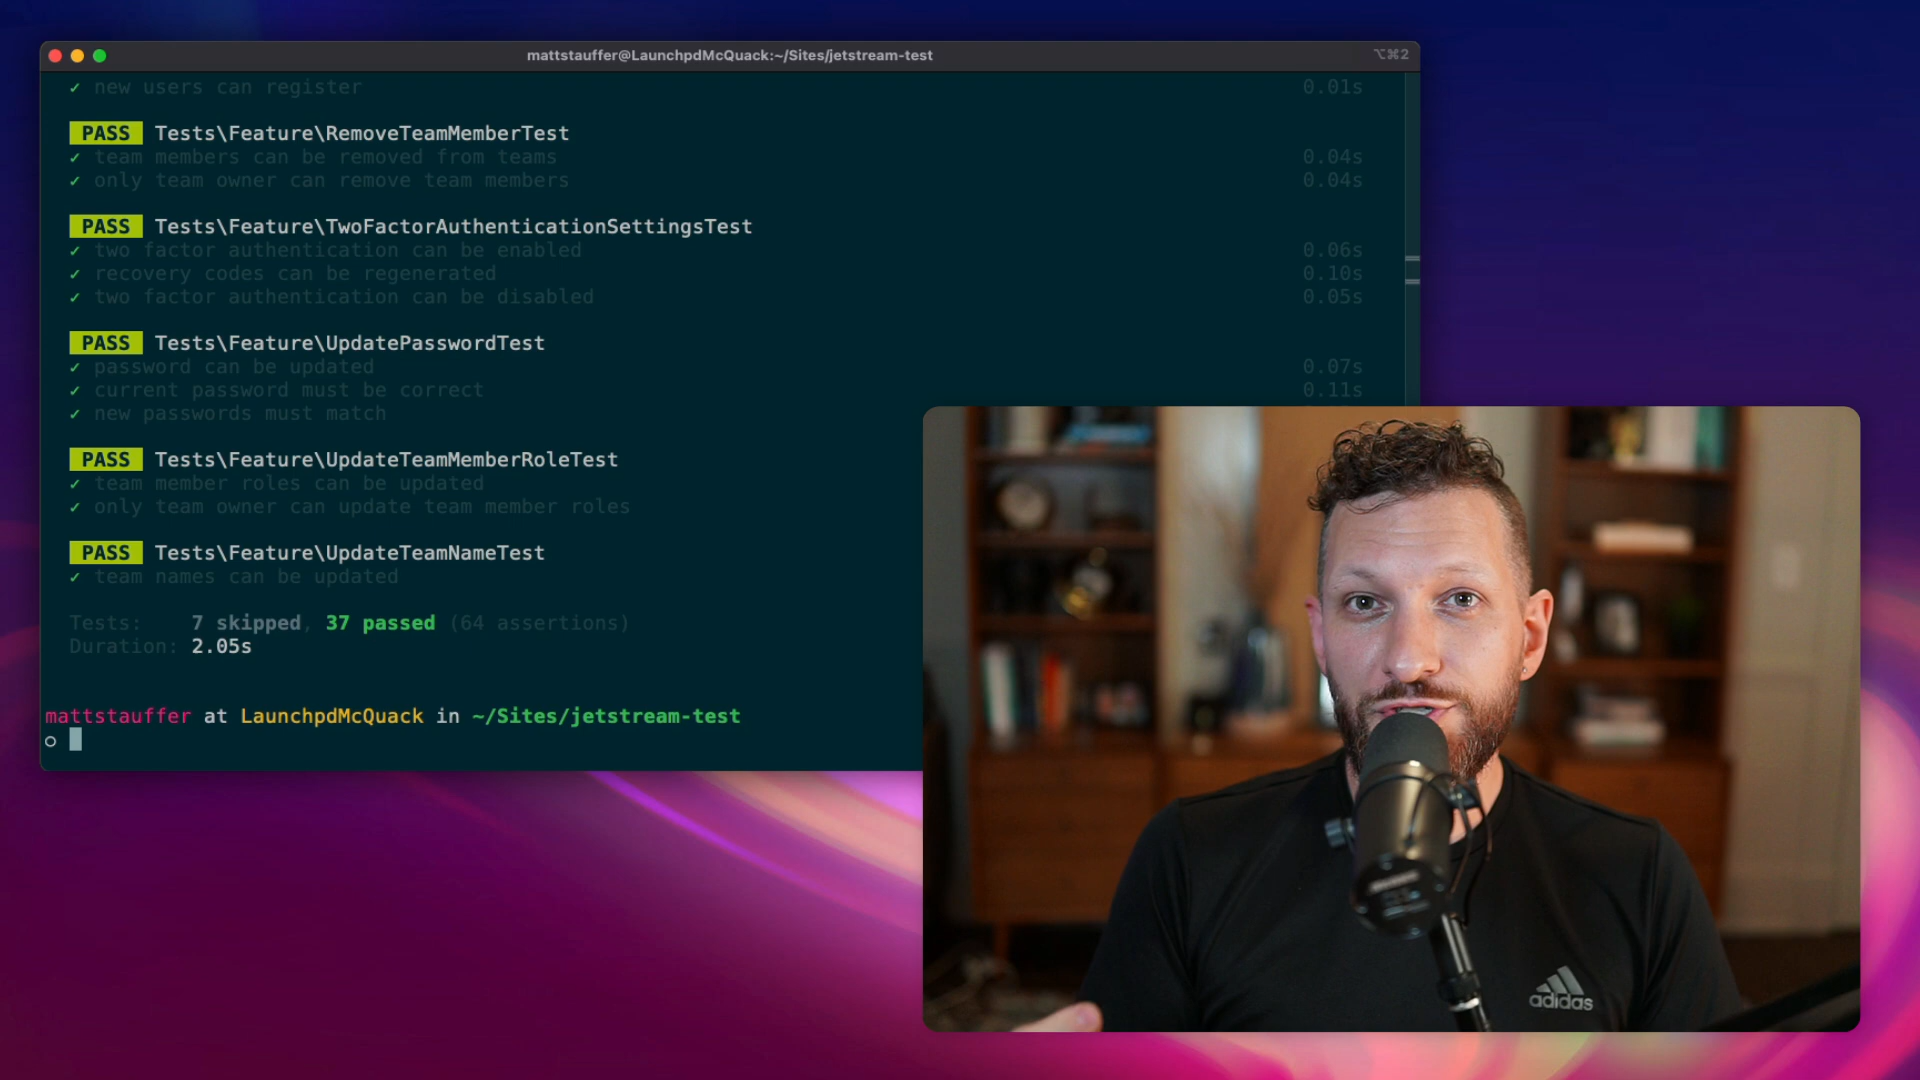 mattstauffer@LaunchpdMcQuack:~/Sites/jetstream-test
⌥⌘2
✓ new users can register 0.01s
PASS Tests\Feature\RemoveTeamMemberTest
✓ team members can be removed from teams 0.04s
✓ only team owner can remove team members 0.04s
PASS Tests\Feature\TwoFactorAuthenticationSettingsTest
✓ two factor authentication can be enabled 0.06s
✓ recovery codes can be regenerated 0.10s
✓ two factor authentication can be disabled 0.05s
PASS Tests\Feature\UpdatePasswordTest
✓ password can be updated 0.07s
✓ current password must be correct 0.11s
✓ new passwords must match
PASS Tests\Feature\UpdateTeamMemberRoleTest
✓ team member roles can be updated
✓ only team owner can update team member roles
PASS Tests\Feature\UpdateTeamNameTest
✓ team names can be updated
Tests: 7 skipped, 37 passed (64 assertions)
Duration: 2.05s
mattstauffer at LaunchpdMcQuack in ~/Sites/jetstream-test
adidas